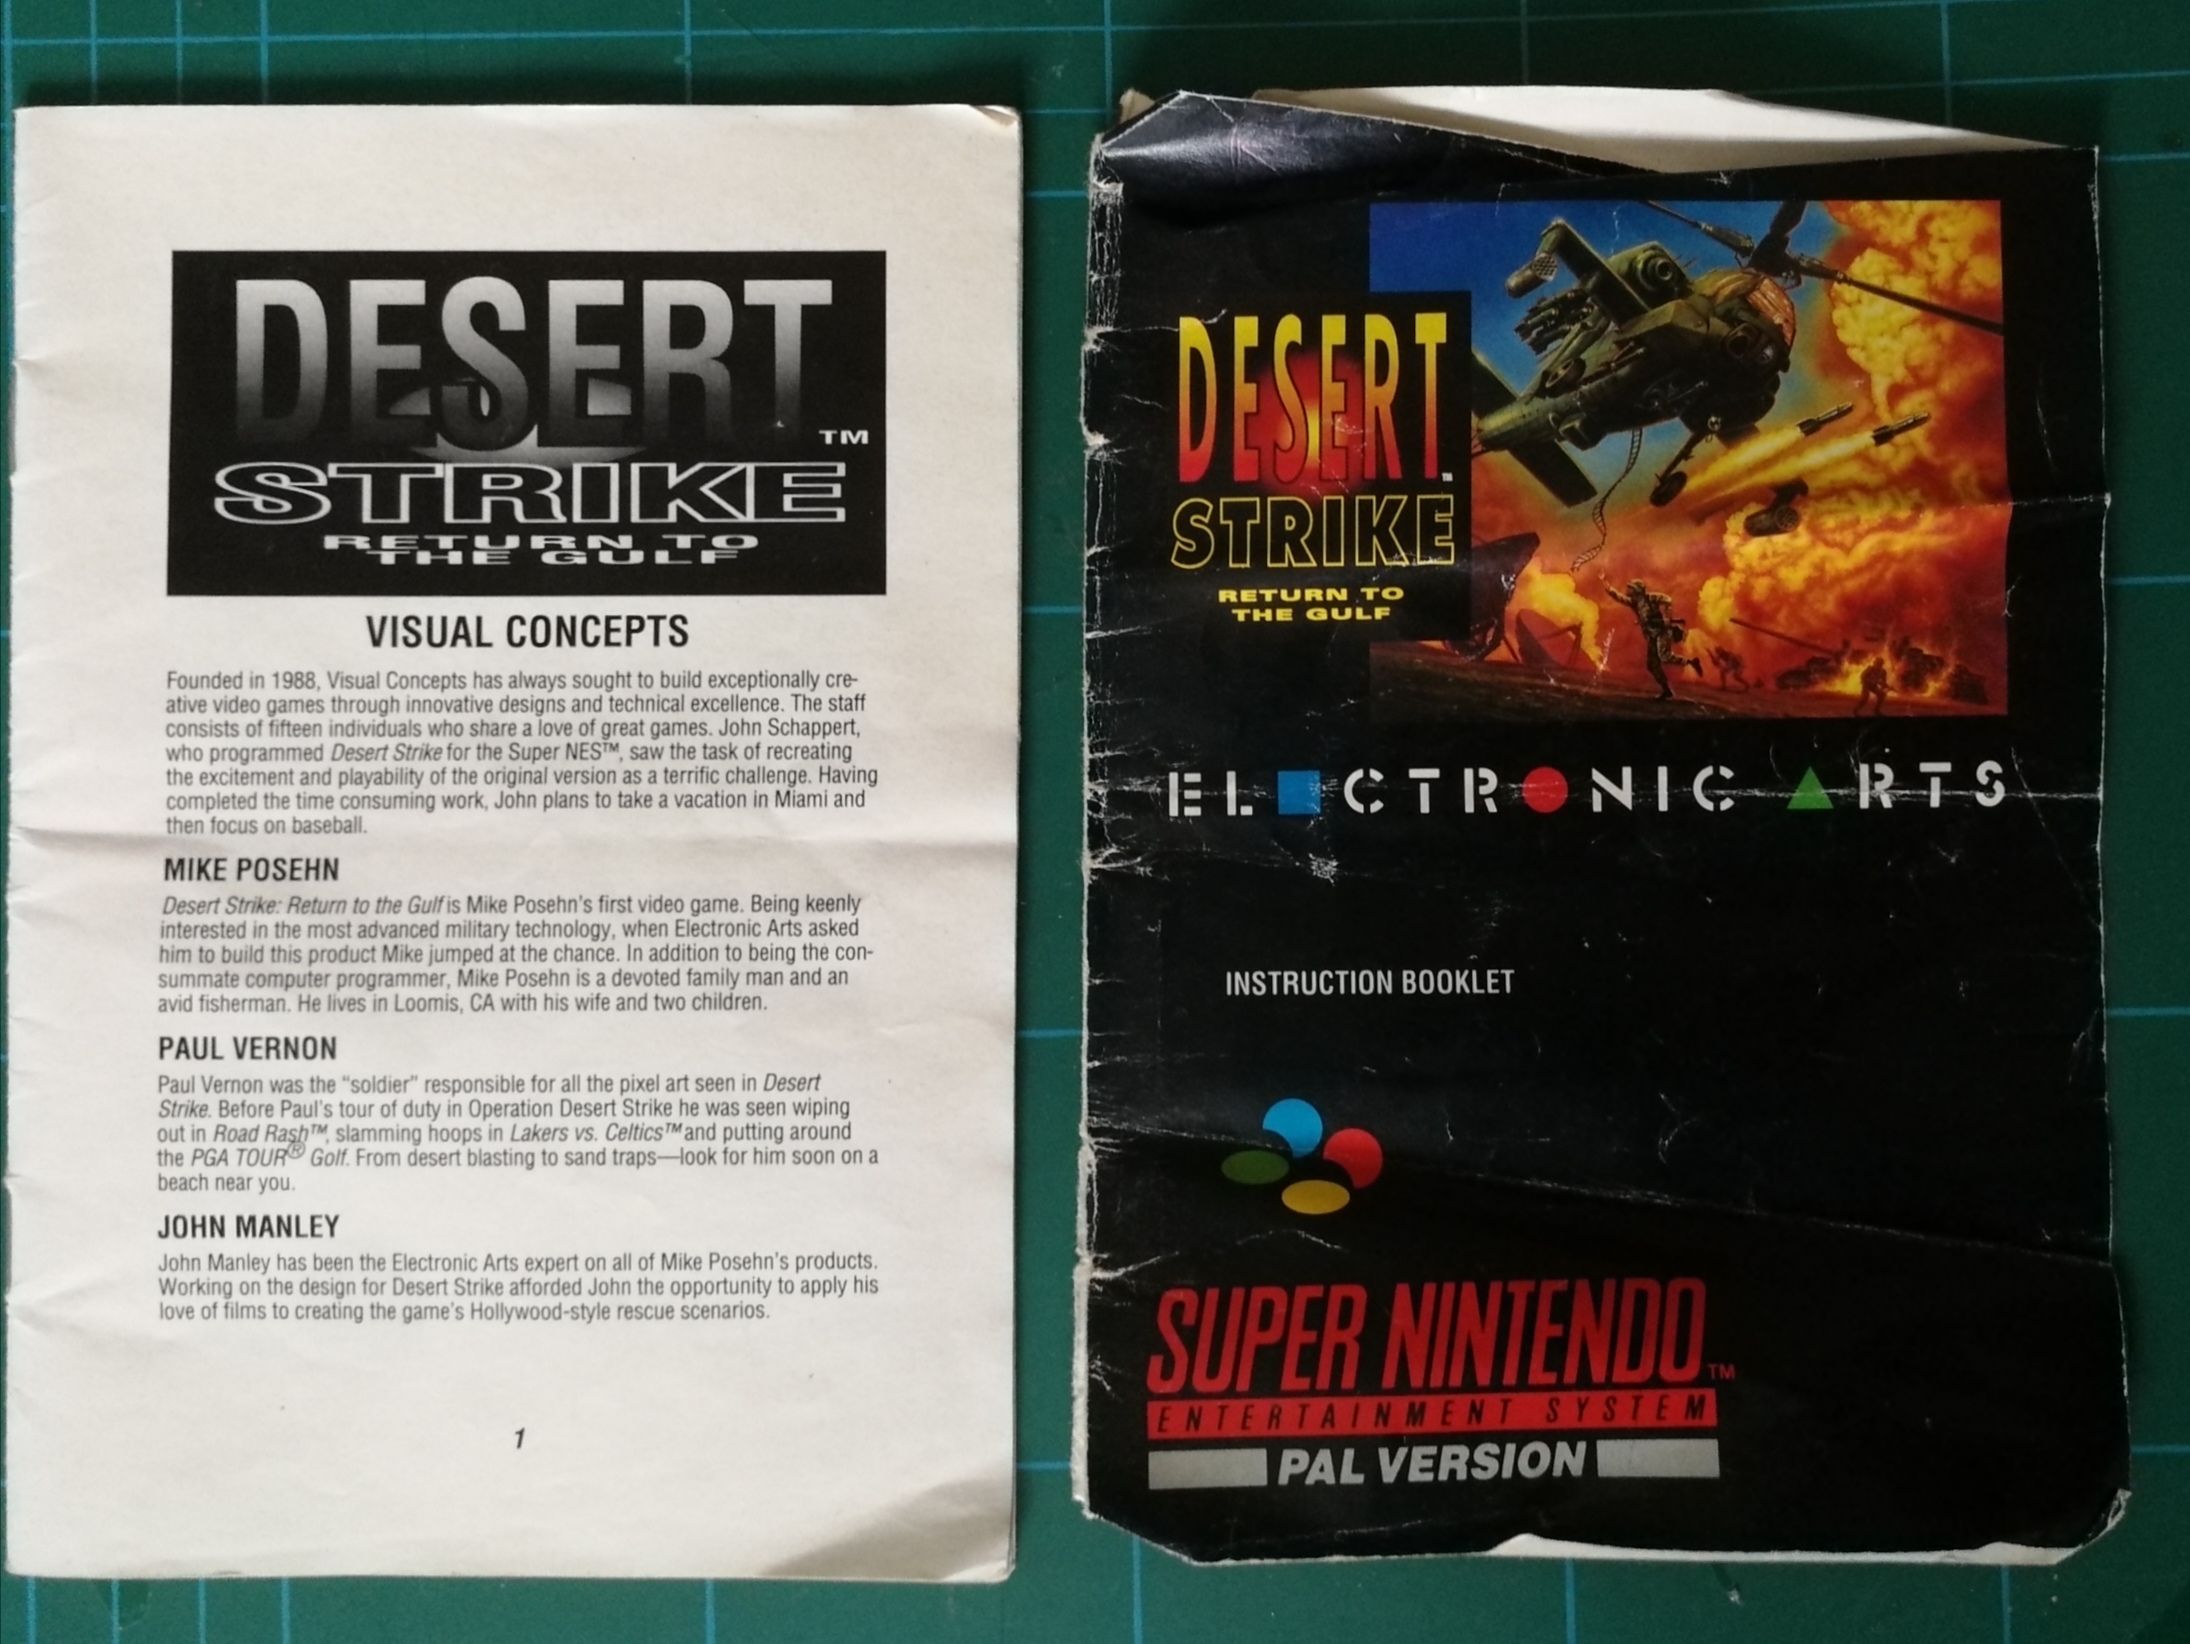 DESERT
™
STRIKE
RETURN TO
THE GULF
VISUAL CONCEPTS
Founded in 1988, Visual Concepts has always sought to build exceptionally cre-
ative video games through innovative designs and technical excellence. The staff
consists of fifteen individuals who share a love of great games. John Schappert,
who programmed Desert Strike for the Super NES™, saw the task of recreating
the excitement and playability of the original version as a terrific challenge. Having
completed the time consuming work, John plans to take a vacation in Miami and
then focus on baseball.
MIKE POSEHN
Desert Strike: Return to the Gulf is Mike Posehn's first video game. Being keenly
interested in the most advanced military technology, when Electronic Arts asked
him to build this product Mike jumped at the chance. In addition to being the con-
summate computer programmer, Mike Posehn is a devoted family man and an
avid fisherman. He lives in Loomis, CA with his wife and two children.
PAUL VERNON
Paul Vernon was the “soldier” responsible for all the pixel art seen in Desert
Strike. Before Paul's tour of duty in Operation Desert Strike he was seen wiping
out in Road Rash™, slamming hoops in Lakers vs. Celtics™ and putting around
the PGA TOUR® Golf. From desert blasting to sand traps—look for him soon on a
beach near you.
JOHN MANLEY
John Manley has been the Electronic Arts expert on all of Mike Posehn's products.
Working on the design for Desert Strike afforded John the opportunity to apply his
love of films to creating the game's Hollywood-style rescue scenarios.
1
DESERT™
STRIKE
RETURN TO
THE GULF
ELECTRONIC ARTS
INSTRUCTION BOOKLET
SUPER NINTENDO™
ENTERTAINMENT SYSTEM
PAL VERSION